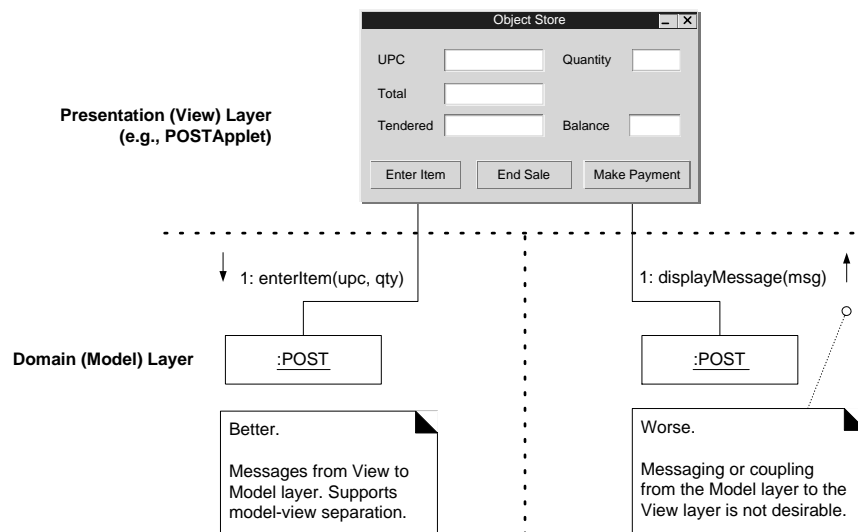 Object Store
UPC
Quantity
Total
Presentation (View) Layer
(e.g., POSTApplet)
Tendered
Balance
Enter Item
End Sale
Make Payment
1: enterItem(upc, qty)
1: displayMessage(msg)
Domain (Model) Layer
:POST
:POST
Better.
Messages from View to
Model layer. Supports
model-view separation.
Worse.
Messaging or coupling
from the Model layer to the
View layer is not desirable.